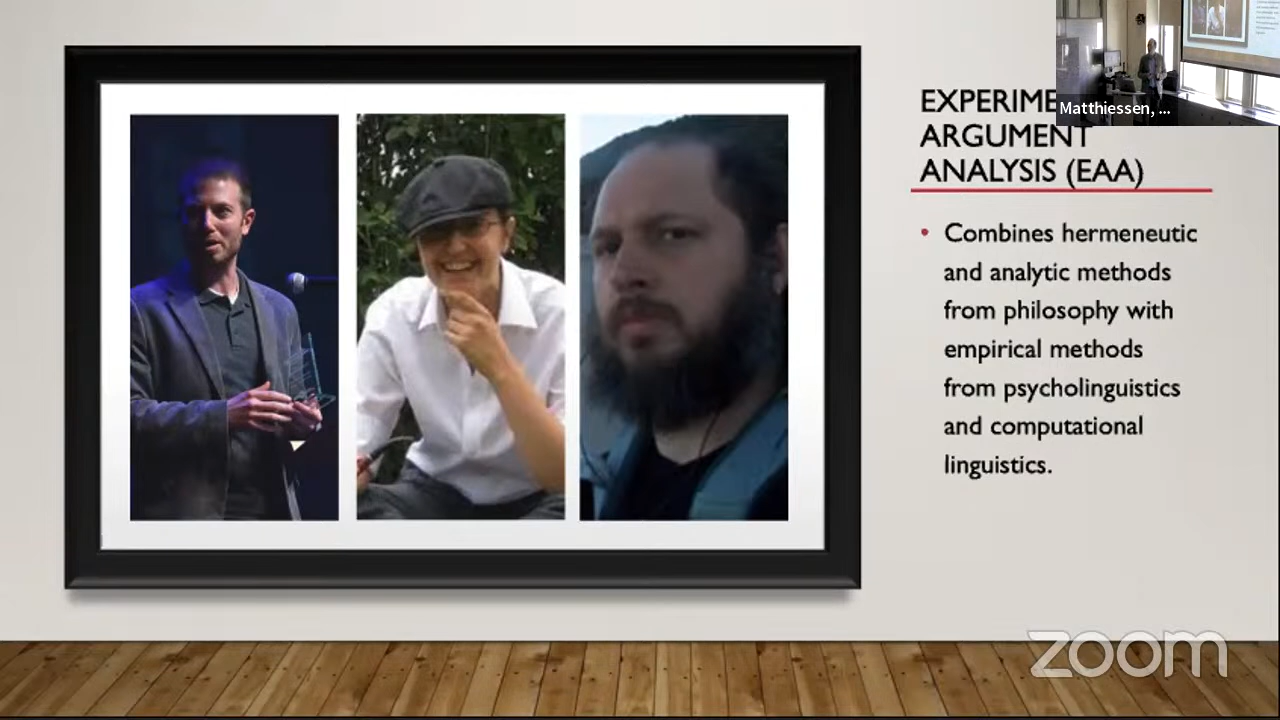 EXPERIME
ARGUMENT
ANALYSIS (EAA)
Matthiessen, ...
• Combines hermeneutic
and analytic methods
from philosophy with
empirical methods
from psycholinguistics
and computational
linguistics.
zoom